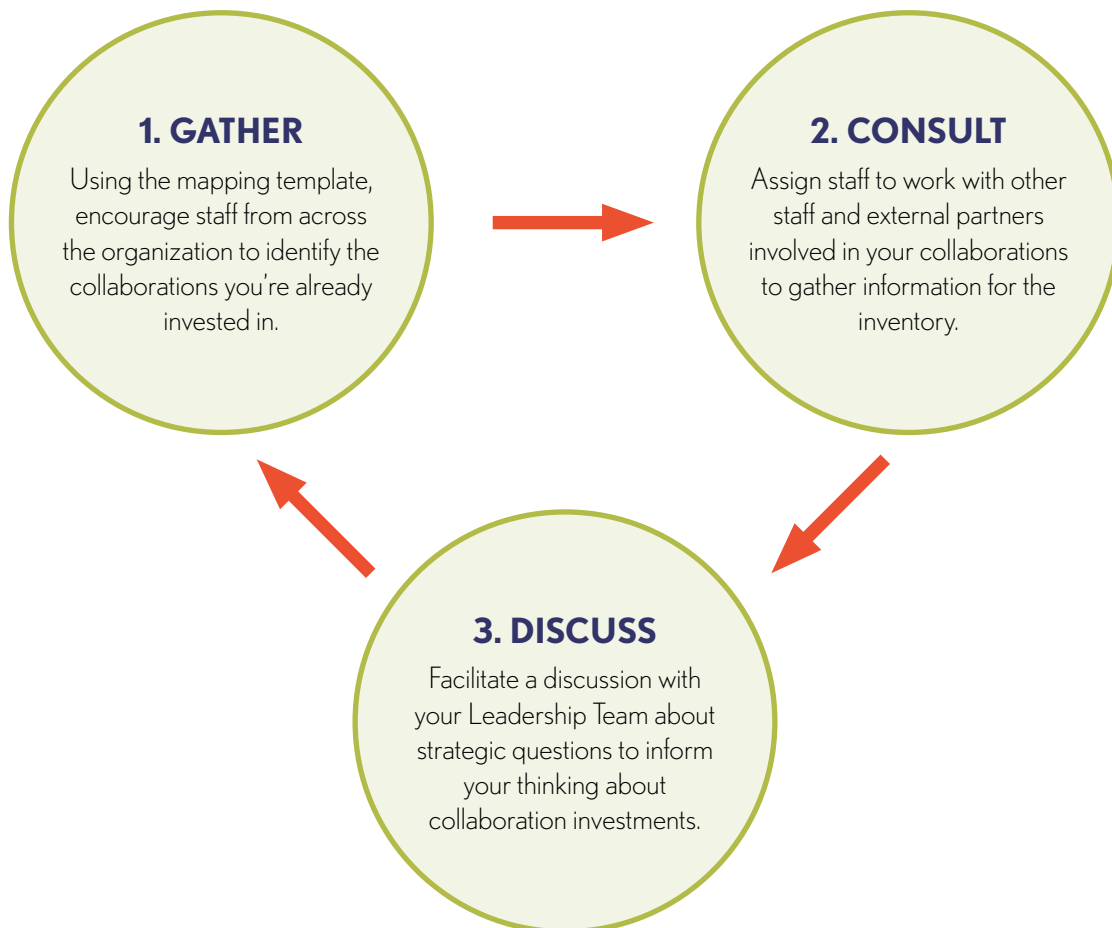 1. GATHER
Using the mapping template,
encourage staff from across
the organization to identify the
collaborations you’re already
invested in.
2. CONSULT
Assign staff to work with other
staff and external partners
involved in your collaborations
to gather information for the
inventory.
3. DISCUSS
Facilitate a discussion with
your Leadership Team about
strategic questions to inform
your thinking about
collaboration investments.